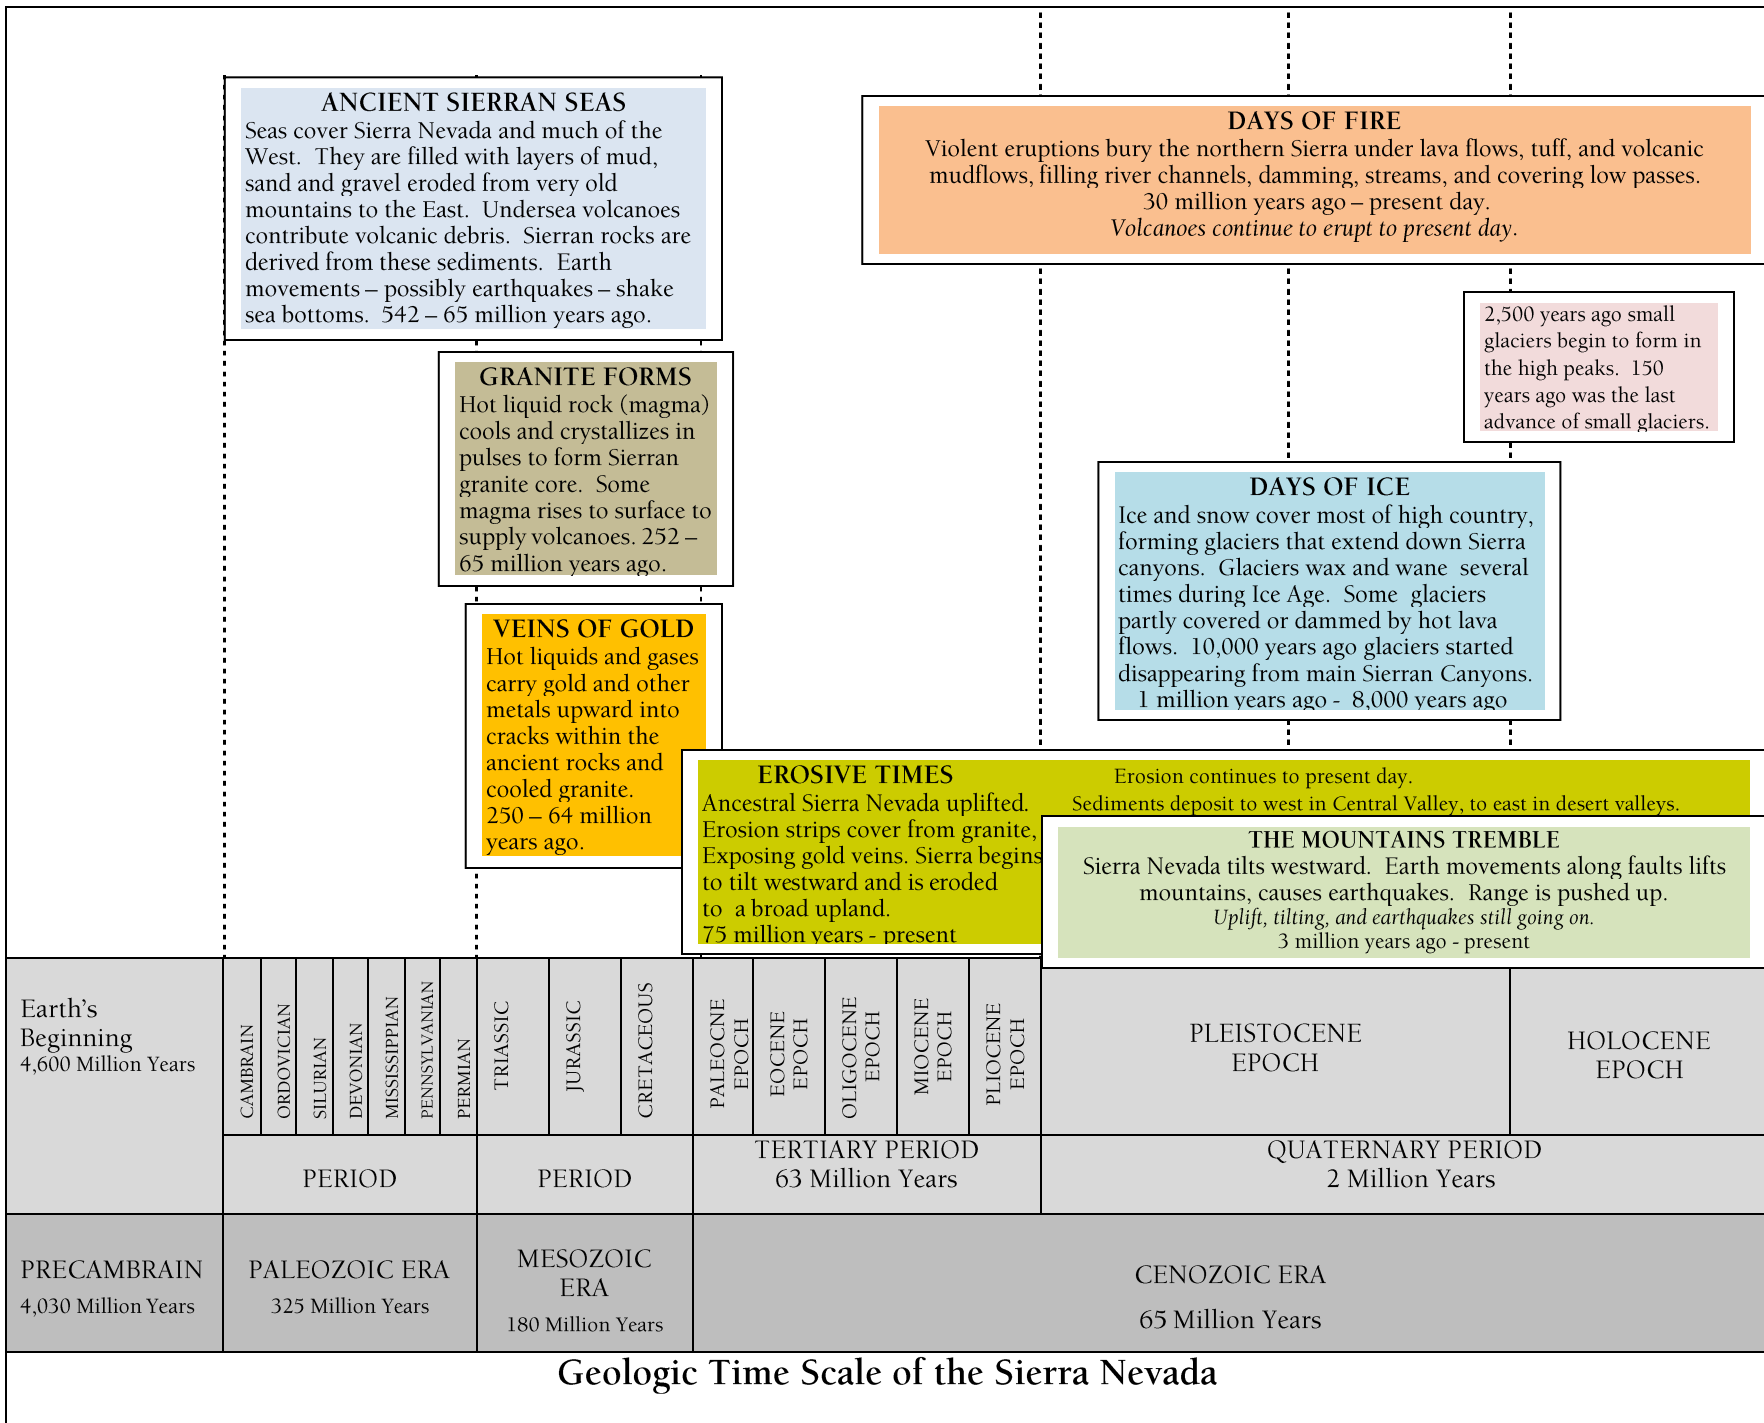 ANCIENT SIERRAN SEAS
Seas cover Sierra Nevada and much of the
West.  They are filled with layers of mud,
sand and gravel eroded from very old
mountains to the East.  Undersea volcanoes
contribute volcanic debris.  Sierran rocks are
derived from these sediments.  Earth
movements – possibly earthquakes – shake
sea bottoms.  542 – 65 million years ago.
DAYS OF FIRE
Violent eruptions bury the northern Sierra under lava flows, tuff, and volcanic
mudflows, filling river channels, damming, streams, and covering low passes.
30 million years ago – present day.
Volcanoes continue to erupt to present day.
2,500 years ago small
glaciers begin to form in
the high peaks.  150
years ago was the last
advance of small glaciers.
GRANITE FORMS
Hot liquid rock (magma)
cools and crystallizes in
pulses to form Sierran
granite core.  Some
magma rises to surface to
supply volcanoes. 252 –
65 million years ago.
DAYS OF ICE
Ice and snow cover most of high country,
forming glaciers that extend down Sierra
canyons.  Glaciers wax and wane  several
times during Ice Age.  Some  glaciers
partly covered or dammed by hot lava
flows.  10,000 years ago glaciers started
disappearing from main Sierran Canyons.
1 million years ago -  8,000 years ago
VEINS OF GOLD
Hot liquids and gases
carry gold and other
metals upward into
cracks within the
ancient rocks and
cooled granite.
250 – 64 million
years ago.
EROSIVE TIMES
Ancestral Sierra Nevada uplifted.
Erosion strips cover from granite,
Exposing gold veins. Sierra begins
to tilt westward and is eroded
to  a broad upland.
75 million years - present
Erosion continues to present day.
Sediments deposit to west in Central Valley, to east in desert valleys.
THE MOUNTAINS TREMBLE
Sierra Nevada tilts westward.  Earth movements along faults lifts
mountains, causes earthquakes.  Range is pushed up.
Uplift, tilting, and earthquakes still going on.
3 million years ago - present
Earth's
Beginning
4,600 Million Years
CAMBRAIN
ORDOVICIAN
SILURIAN
DEVONIAN
MISSISSIPPIAN
PENNSYLVANIAN
PERMIAN
TRIASSIC
JURASSIC
CRETACEOUS
PALEOCNE
EPOCH
EOCENE
EPOCH
OLIGOCENE
EPOCH
MIOCENE
EPOCH
PLIOCENE
EPOCH
PLEISTOCENE
EPOCH
HOLOCENE
EPOCH
PERIOD
PERIOD
TERTIARY PERIOD
63 Million Years
QUATERNARY PERIOD
2 Million Years
PRECAMBRAIN
4,030 Million Years
PALEOZOIC ERA
325 Million Years
MESOZOIC
ERA
180 Million Years
CENOZOIC ERA
65 Million Years
Geologic Time Scale of the Sierra Nevada